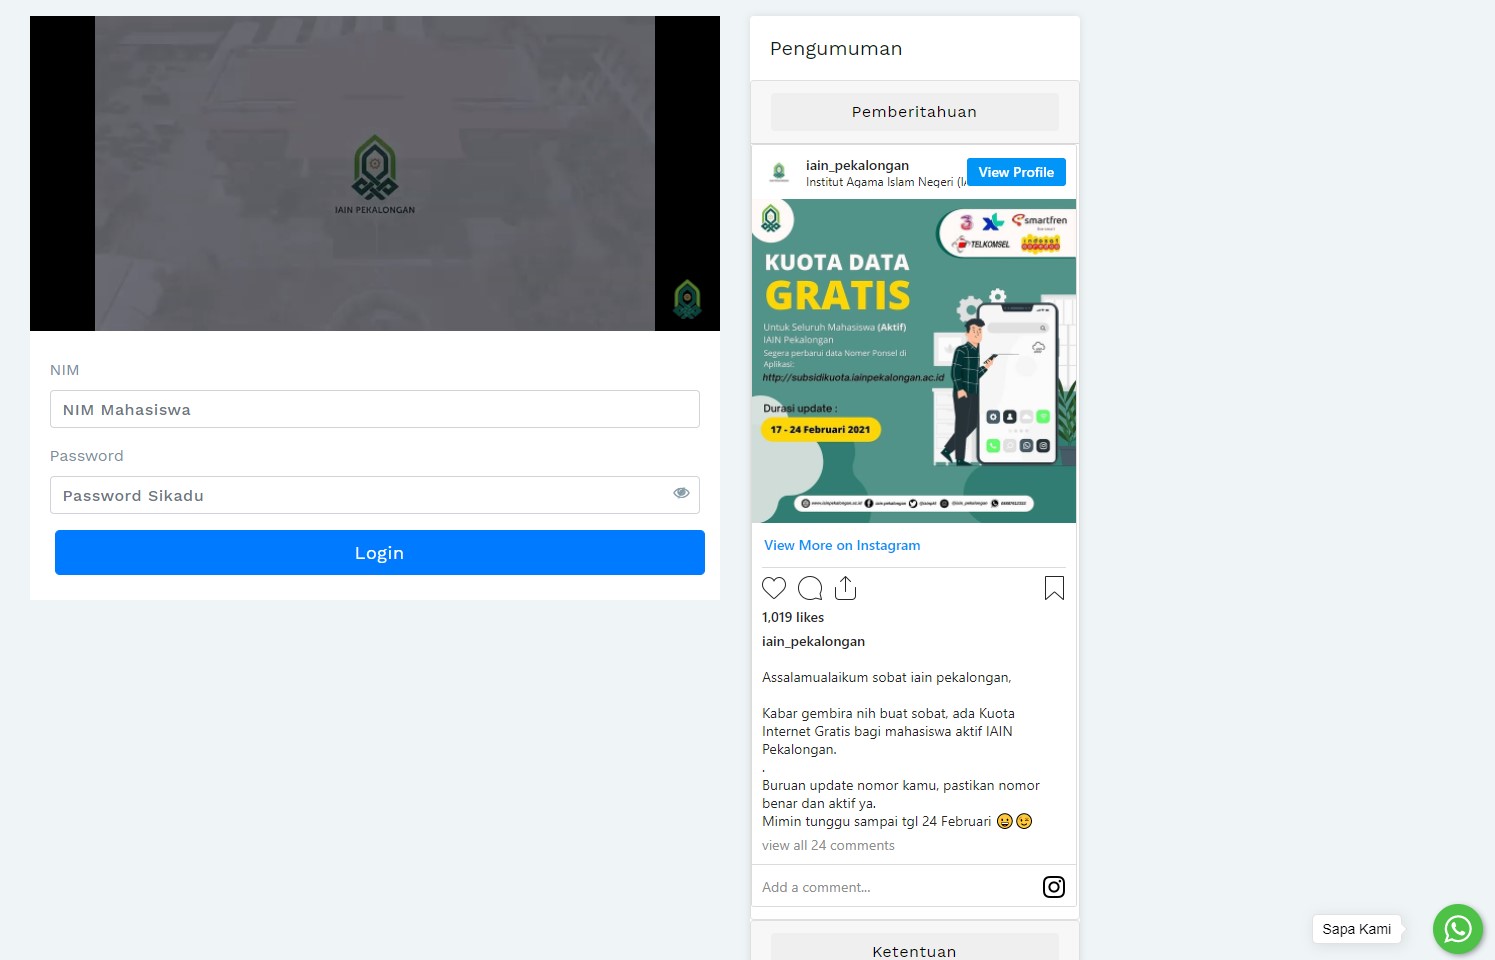 IAIN PEKALONGAN
NIM
NIM Mahasiswa
Password
Password Sikadu
Login
Pengumuman
Pemberitahuan
iain_pekalongan
Institut Agama Islam Negeri (IA
View Profile
3 XL smartfren
TELKOMSEL indosat ooredoo
KUOTA DATA
GRATIS
Untuk Seluruh Mahasiswa (Aktif)
IAIN Pekalongan
Segera perbarui data Nomer Ponsel di
Aplikasi:
http://subsidikuota.iainpekalongan.ac.id
Durasi update :
17 - 24 Februari 2021
View More on Instagram
1,019 likes
iain_pekalongan
Assalamualaikum sobat iain pekalongan,
Kabar gembira nih buat sobat, ada Kuota
Internet Gratis bagi mahasiswa aktif IAIN
Pekalongan.
.
Buruan update nomor kamu, pastikan nomor
benar dan aktif ya.
Mimin tunggu sampai tgl 24 Februari 😀😉
view all 24 comments
Add a comment...
Ketentuan
Sapa Kami